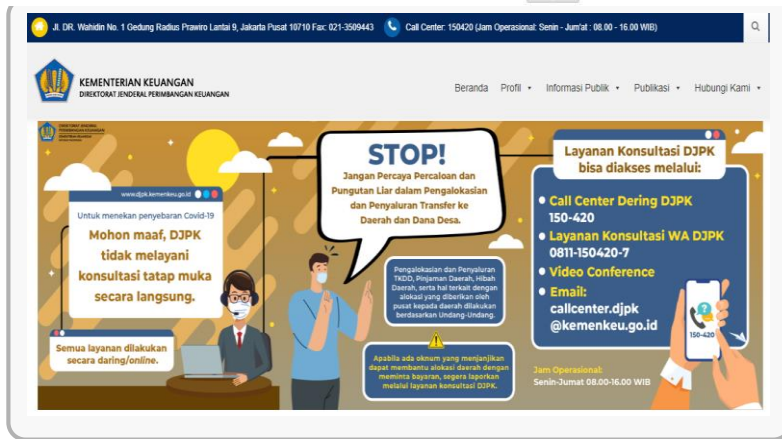 Jl. DR. Wahidin No. 1 Gedung Radius Prawiro Lantai 9, Jakarta Pusat 10710 Fax: 021-3509443
Call Center: 150420 (Jam Operasional: Senin - Jum'at : 08.00 - 16.00 WIB)
KEMENTERIAN KEUANGAN
DIREKTORAT JENDERAL PERIMBANGAN KEUANGAN
Beranda Profil Informasi Publik Publikasi Hubungi Kami
www.djpk.kemenkeu.go.id
Untuk menekan penyebaran Covid-19
Mohon maaf, DJPK
tidak melayani
konsultasi tatap muka
secara langsung.
Semua layanan dilakukan
secara daring/online.
STOP!
Jangan Percaya Percaloan dan
Pungutan Liar dalam Pengalokasian
dan Penyaluran Transfer ke
Daerah dan Dana Desa.
Pengalokasian dan Penyaluran
TKDD, Pinjaman Daerah, Hibah
Daerah, serta hal terkait dengan
alokasi yang diberikan oleh
pusat kepada daerah dilakukan
berdasarkan Undang-Undang.
Apabila ada oknum yang menjanjikan
dapat membantu alokasi daerah dengan
meminta bayaran, segera laporkan
melalui layanan konsultasi DJPK.
Layanan Konsultasi DJPK
bisa diakses melalui:
• Call Center Dering DJPK
150-420
• Layanan Konsultasi WA DJPK
0811-150420-7
• Video Conference
• Email:
callcenter.djpk
@kemenkeu.go.id
150-420
Jam Operasional:
Senin-Jumat 08.00-16.00 WIB